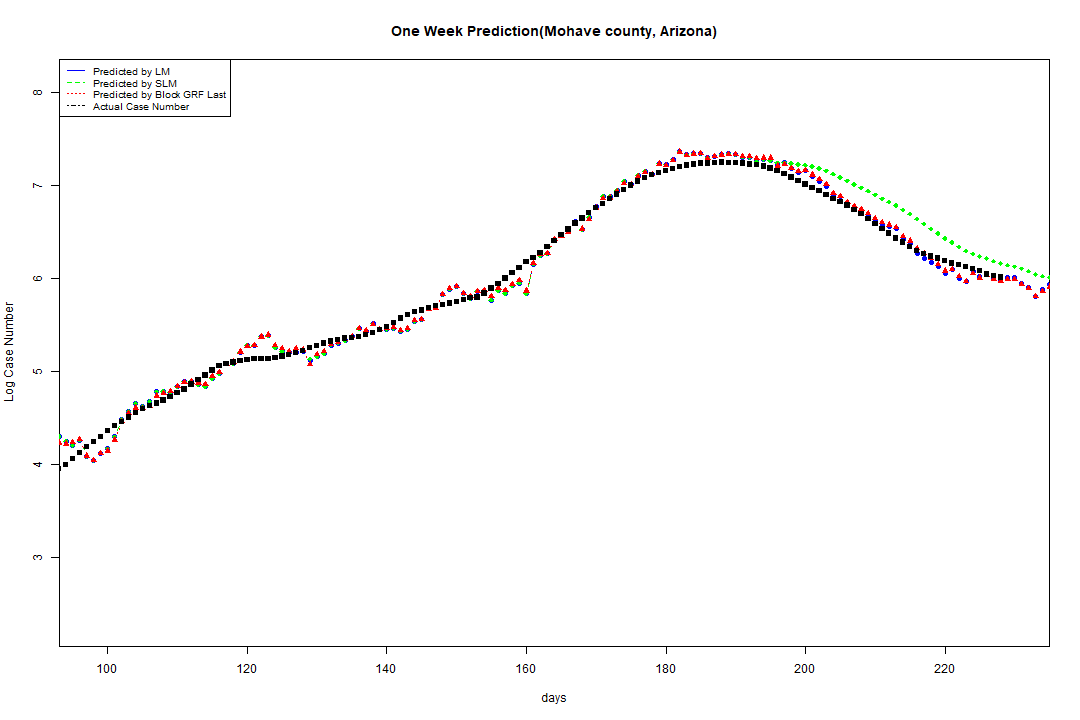 One Week Prediction(Mohave county, Arizona)
Predicted by LM
Predicted by SLM
Predicted by Block GRF Last
Actual Case Number
8
7
6
5
4
3
Log Case Number
100 120 140 160 180 200 220
days